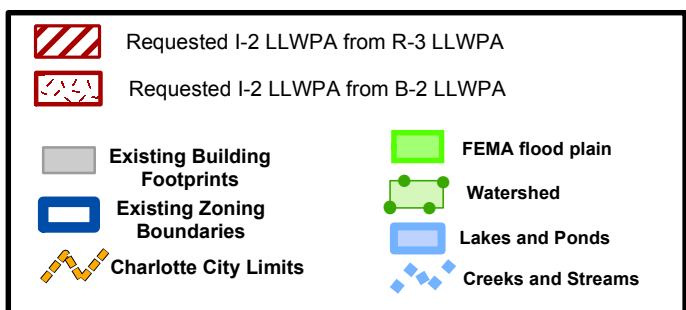 Requested I-2 LLWPA from R-3 LLWPA
Requested I-2 LLWPA from B-2 LLWPA
Existing Building
Footprints
Existing Zoning
Boundaries
Charlotte City Limits
FEMA flood plain
Watershed
Lakes and Ponds
Creeks and Streams